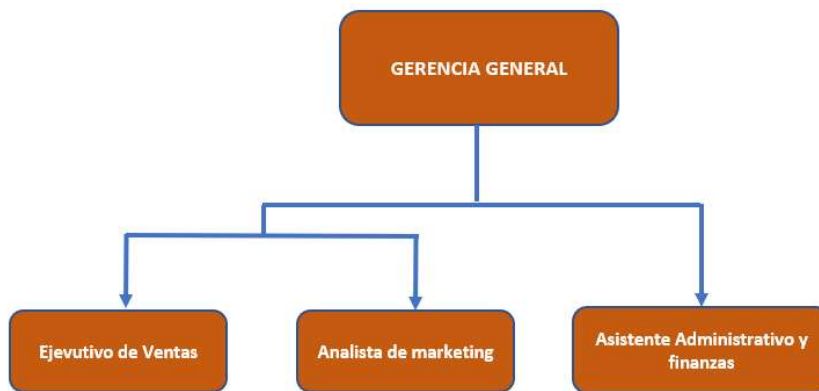 GERENCIA GENERAL
Ejevutivo de Ventas
Analista de marketing
Asistente Administrativo y
finanzas